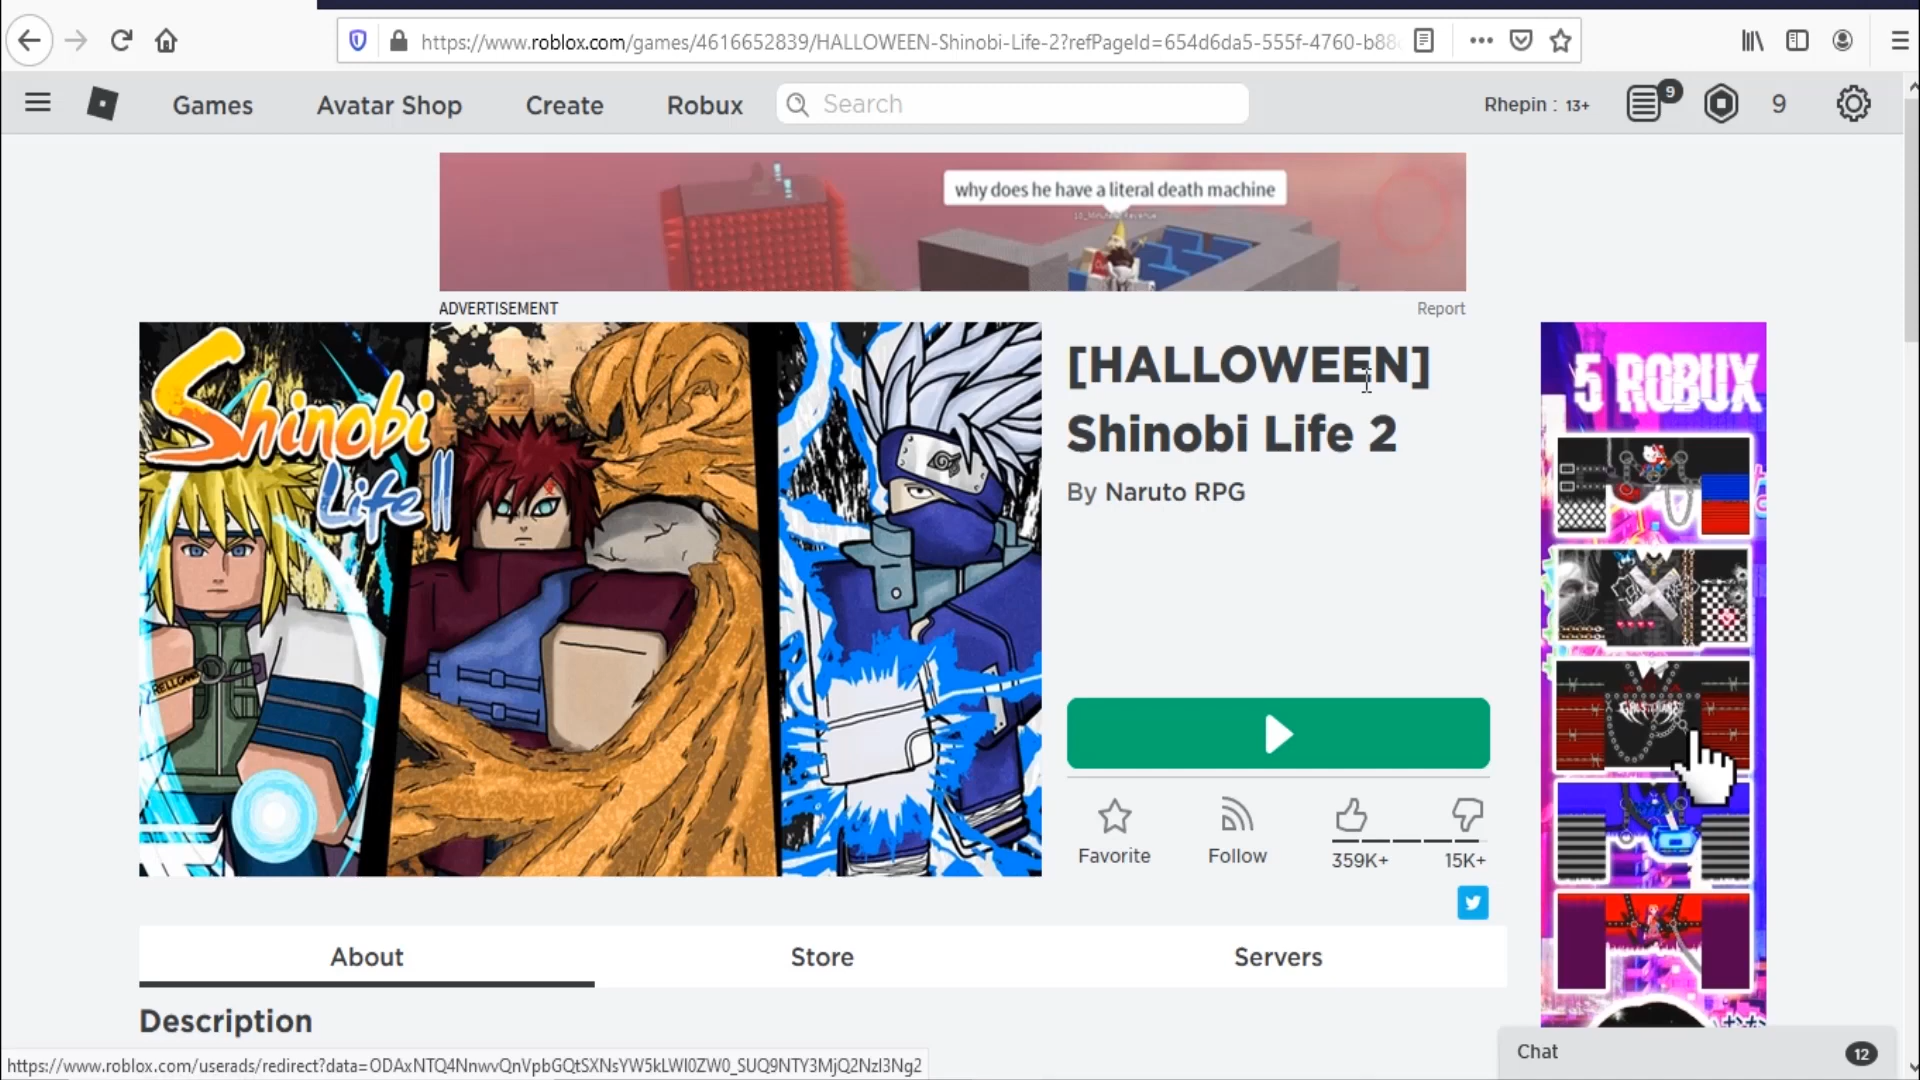 https://www.roblox.com/games/4616652839/HALLOWEEN-Shinobi-Life-2?refPageId=654d6da5-555f-4760-b88
Games
Avatar Shop
Create
Robux
Search
Rhepin : 13+
9
9
why does he have a literal death machine
ADVERTISEMENT
Report
Shinobi
Life II
RELLGAMES
[HALLOWEEN]
Shinobi Life 2
By Naruto RPG
Favorite
Follow
359K+
15K+
5 ROBUX
About
Store
Servers
Description
https://www.roblox.com/userads/redirect?data=ODAxNTQ4NnwvQnVpbGQtSXNsYW5kLWI0ZW0_SUQ9NTY3MjQ2NzI3Ng2
Chat
12